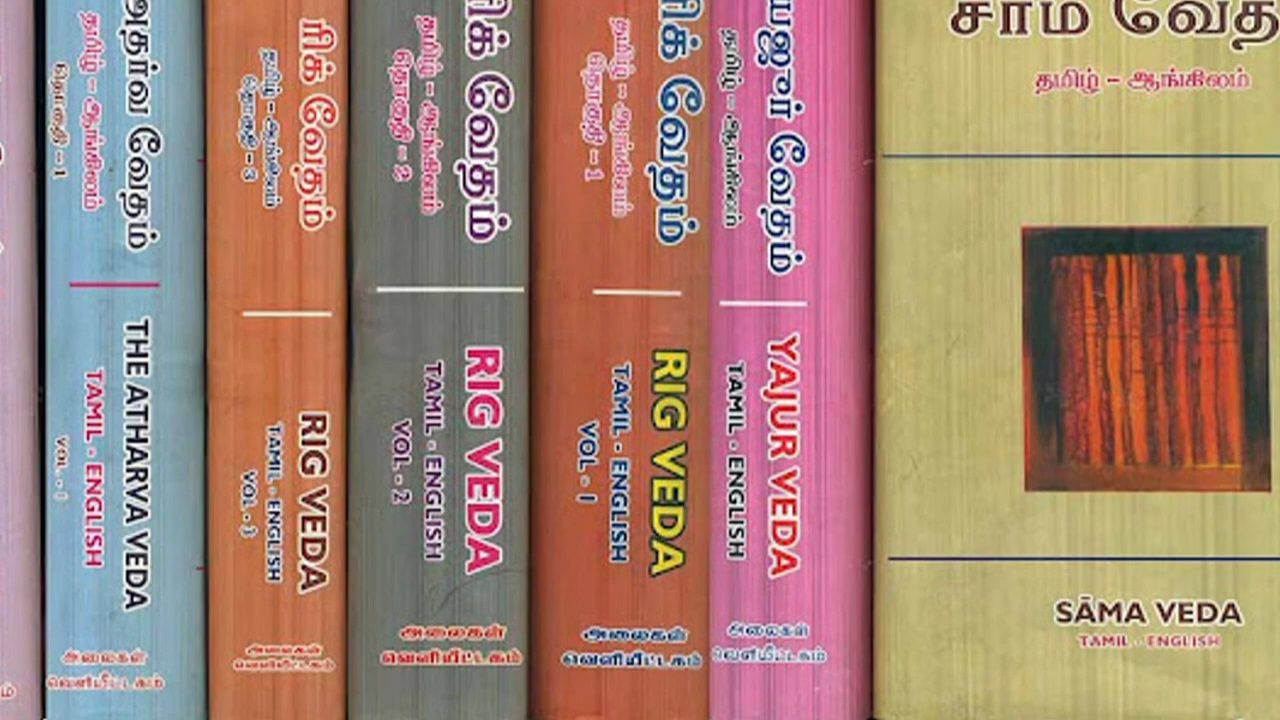 அதர்வ வேதம்
தமிழ் – ஆங்கிலம்
தொகுதி – 1
THE ATHARVA VEDA
TAMIL - ENGLISH
VOL - I
அலைகள்
வெளியீட்டகம்
ரிக் வேதம்
தமிழ் – ஆங்கிலம்
தொகுதி – 3
RIG VEDA
TAMIL - ENGLISH
VOL - 3
அலைகள்
வெளியீட்டகம்
ரிக் வேதம்
தமிழ் – ஆங்கிலம்
தொகுதி – 2
RIG VEDA
TAMIL - ENGLISH
VOL - 2
அலைகள்
வெளியீட்டகம்
ரிக் வேதம்
தமிழ் – ஆங்கிலம்
தொகுதி – 1
RIG VEDA
TAMIL - ENGLISH
VOL - I
அலைகள்
வெளியீட்டகம்
யஜுர் வேதம்
தமிழ் – ஆங்கிலம்
YAJUR VEDA
TAMIL - ENGLISH
அலைகள்
வெளியீட்டகம்
சாம வேத
தமிழ் – ஆங்கிலம்
SĀMA VEDA
TAMIL - ENGLISH